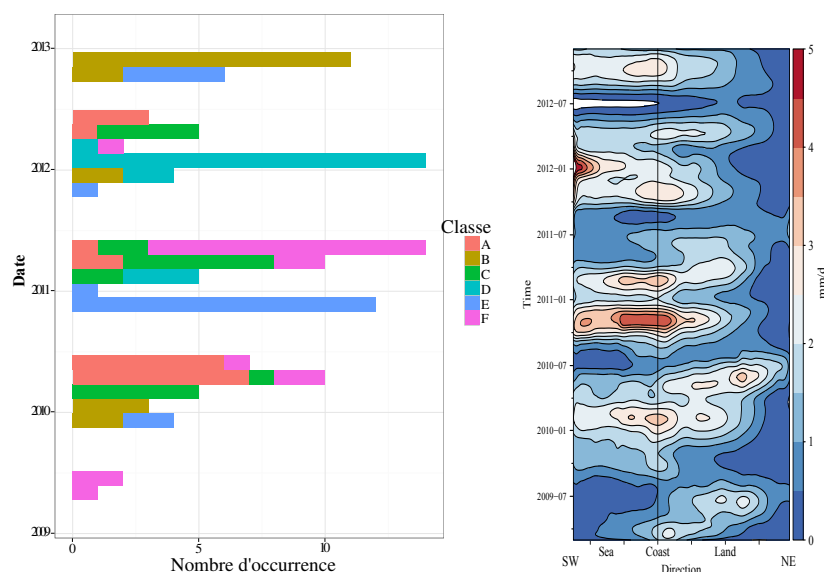 2013
2012
2011
2010
2009
Date
0
5
10
Nombre d'occurrence
Classe
A
B
C
D
E
F
2012-07
2012-01
2011-07
2011-01
2010-07
2010-01
2009-07
Time
SW
Sea
Coast
Land
NE
Direction
5
4
3
2
1
0
mm/d